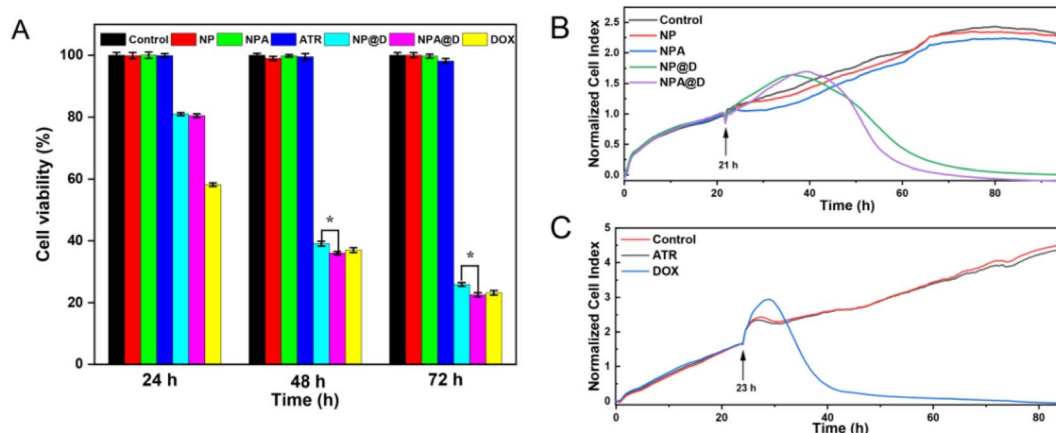 A
Control NP NPA ATR NP@D NPA@D DOX
Cell viability (%)
100
80
60
40
20
0
*
*
24 h 48 h 72 h
Time (h)
B
Control
NP
NPA
NP@D
NPA@D
Normalized Cell Index
2.5
2.0
1.5
1.0
0.5
0.0
21 h
0 20 40 60 80
Time (h)
C
Control
ATR
DOX
Normalized Cell Index
5
4
3
2
1
0
23 h
0 20 40 60 80
Time (h)